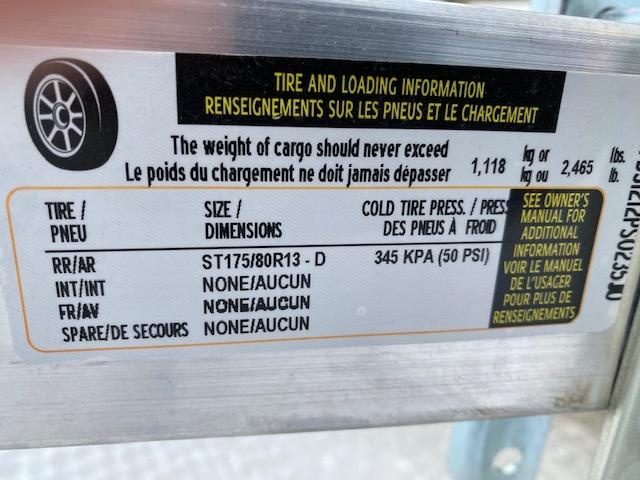 TIRE AND LOADING INFORMATION
RENSEIGNEMENTS SUR LES PNEUS ET LE CHARGEMENT
The weight of cargo should never exceed
Le poids du chargement ne doit jamais dépasser
1,118 kg or 2,465 lbs.
kg ou lb.
TIRE / SIZE / COLD TIRE PRESS. / PRESS
PNEU DIMENSIONS DES PNEUS À FROID
RR/AR ST175/80R13 - D 345 KPA (50 PSI)
INT/INT NONE/AUCUN
FR/AV NONE/AUCUN
SPARE/DE SECOURS NONE/AUCUN
SEE OWNER'S
MANUAL FOR
ADDITIONAL
INFORMATION
VOIR LE MANUEL
DE L'USAGER
POUR PLUS DE
RENSEIGNEMENTS